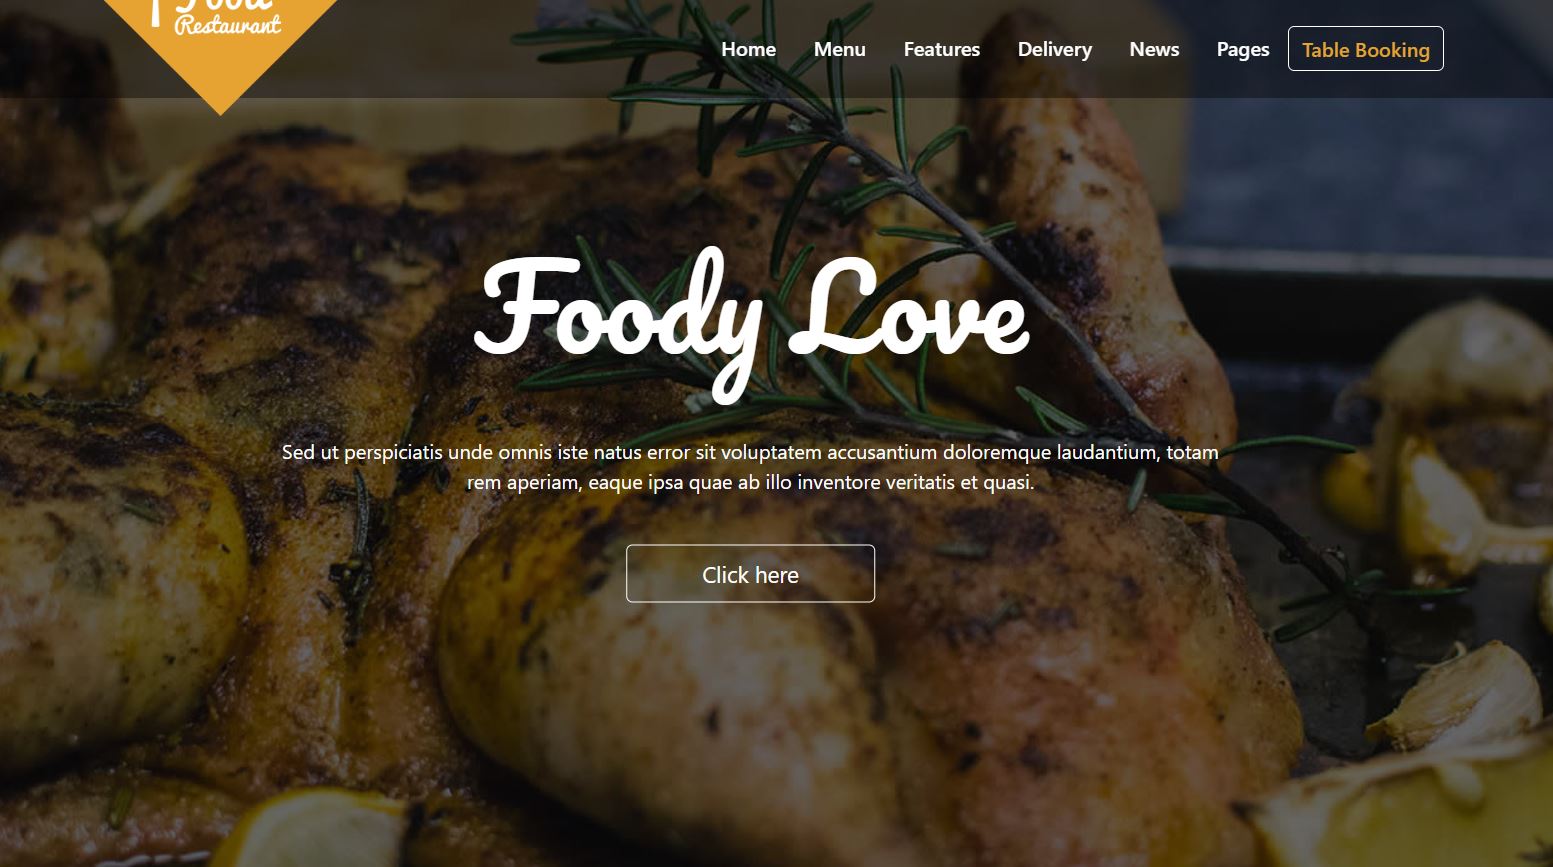 Food
Restaurant
Home Menu Features Delivery News Pages Table Booking
Foody Love
Sed ut perspiciatis unde omnis iste natus error sit voluptatem accusantium doloremque laudantium, totam
rem aperiam, eaque ipsa quae ab illo inventore veritatis et quasi.
Click here